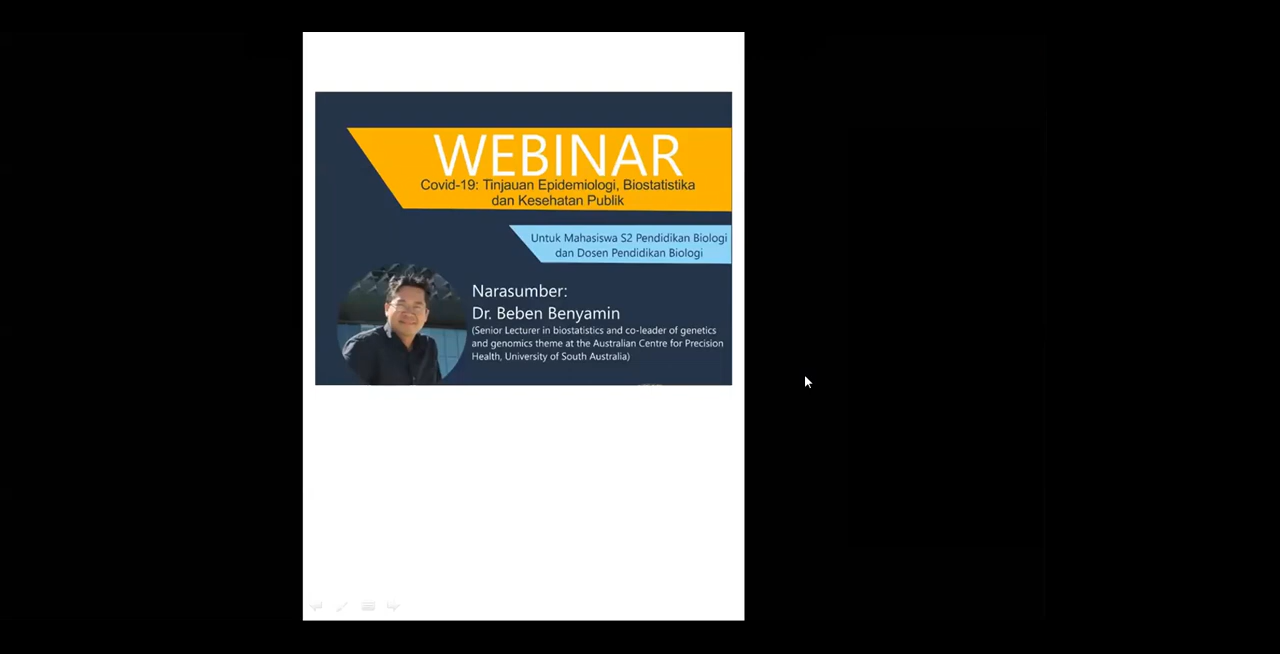 WEBINAR
Covid-19: Tinjauan Epidemiologi, Biostatistika
dan Kesehatan Publik
Untuk Mahasiswa S2 Pendidikan Biologi
dan Dosen Pendidikan Biologi
Narasumber:
Dr. Beben Benyamin
(Senior Lecturer in biostatistics and co-leader of genetics
and genomics theme at the Australian Centre for Precision
Health, University of South Australia)